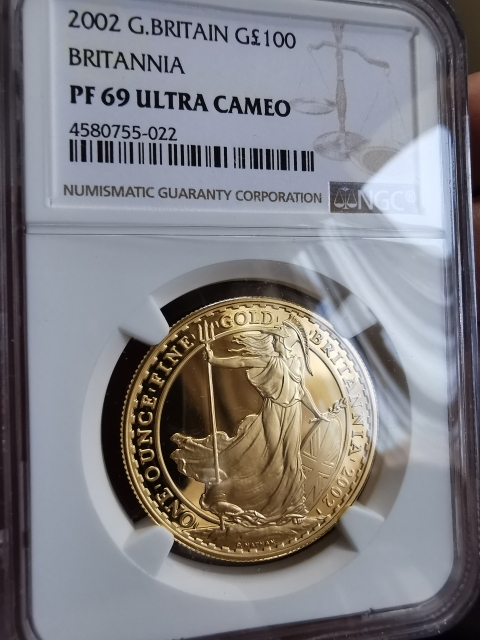 2002 G.BRITAIN G£100
BRITANNIA
PF 69 ULTRA CAMEO
4580755-022
NUMISMATIC GUARANTY CORPORATION
NGC®
ONE·OUNCE·FINE·GOLD·BRITANNIA·2002
P. NATHAN